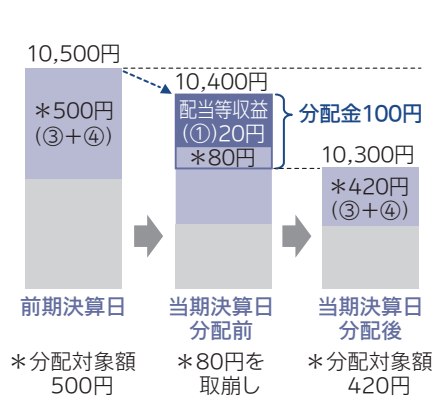 10,500円
10,400円
＊500円
(③＋④)
配当等収益
(①)20円
＊80円
分配金100円
10,300円
＊420円
(③＋④)
前期決算日
当期決算日
分配前
当期決算日
分配後
＊分配対象額
500円
＊80円を
取崩し
＊分配対象額
420円